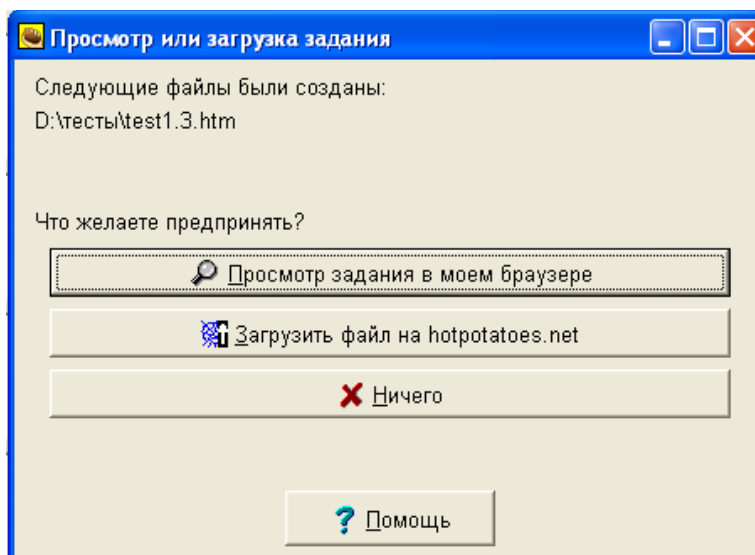 Просмотр или загрузка задания
Следующие файлы были созданы:
D:\тесты\test1.3.htm
Что желаете предпринять?
Просмотр задания в моем браузере
Загрузить файл на hotpotatoes.net
Ничего
? Помощь